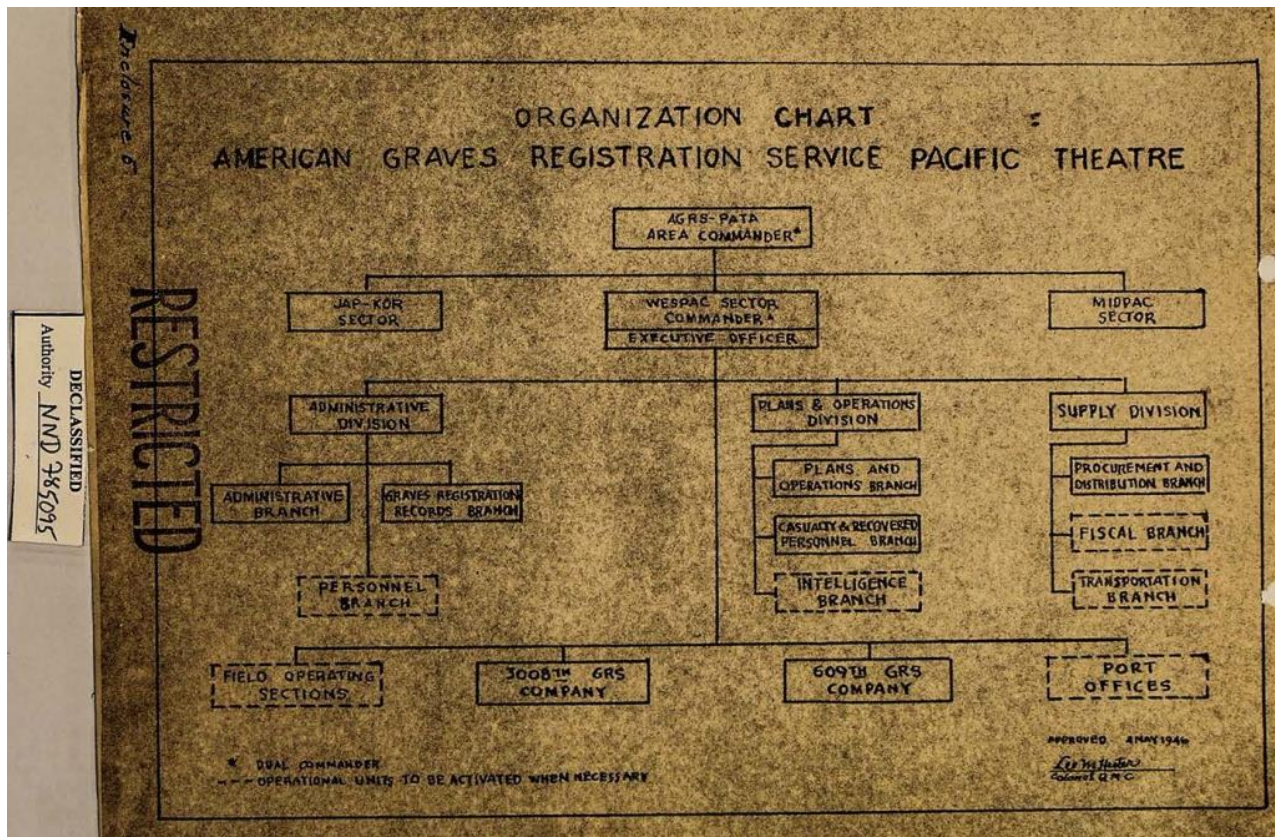 Inclosure 5
ORGANIZATION CHART
AMERICAN GRAVES REGISTRATION SERVICE PACIFIC THEATRE
AGRS-PATA
AREA COMMANDER*
JAP-KOR
SECTOR
WESPAC SECTOR
COMMANDER*
EXECUTIVE OFFICER
MIDPAC
SECTOR
ADMINISTRATIVE
DIVISION
PLANS & OPERATIONS
DIVISION
SUPPLY DIVISION
ADMINISTRATIVE
BRANCH
GRAVES REGISTRATION
RECORDS BRANCH
PERSONNEL
BRANCH
PLANS AND
OPERATIONS BRANCH
CASUALTY & RECOVERED
PERSONNEL BRANCH
INTELLIGENCE
BRANCH
PROCUREMENT AND
DISTRIBUTION BRANCH
FISCAL BRANCH
TRANSPORTATION
BRANCH
FIELD OPERATING
SECTIONS
3008TH GRS
COMPANY
609TH GRS
COMPANY
PORT
OFFICES
* DUAL COMMANDER
--- OPERATIONAL UNITS TO BE ACTIVATED WHEN NECESSARY
APPROVED 2 MAY 1946
Colonel QMC
RESTRICTED
DECLASSIFIED
Authority NND 785095